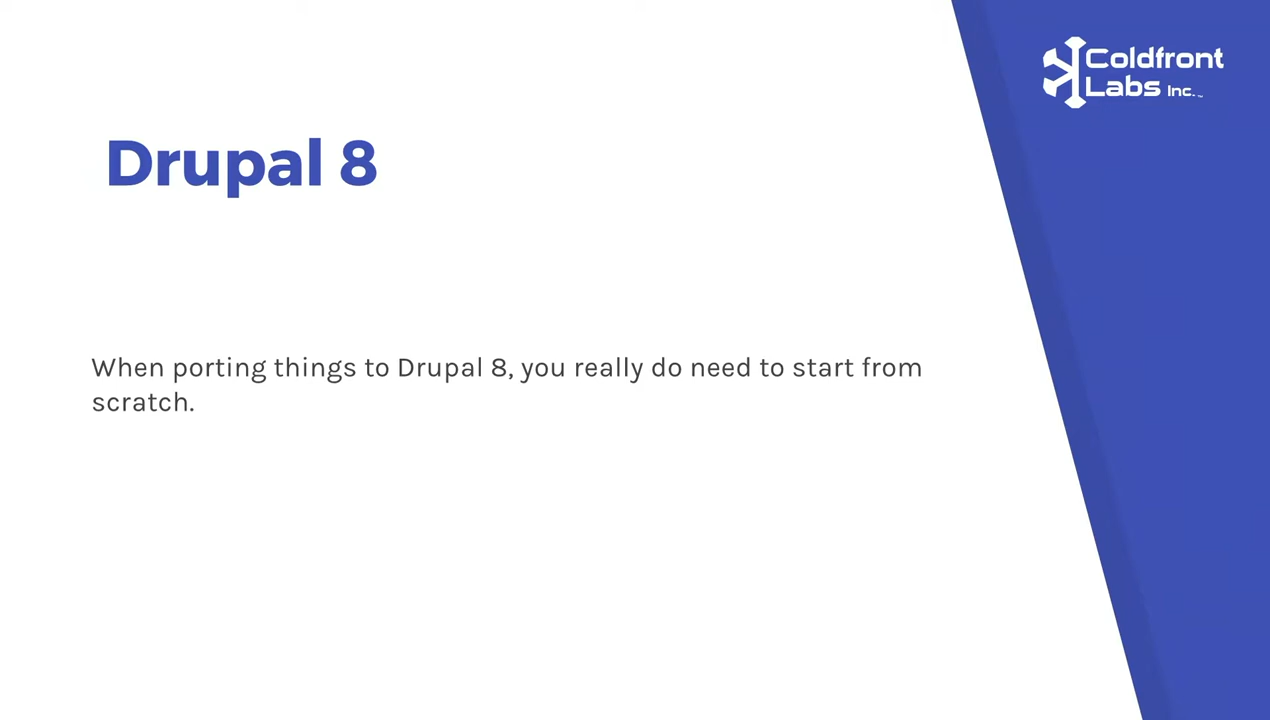 Coldfront
Labs Inc.
Drupal 8
When porting things to Drupal 8, you really do need to start from
scratch.